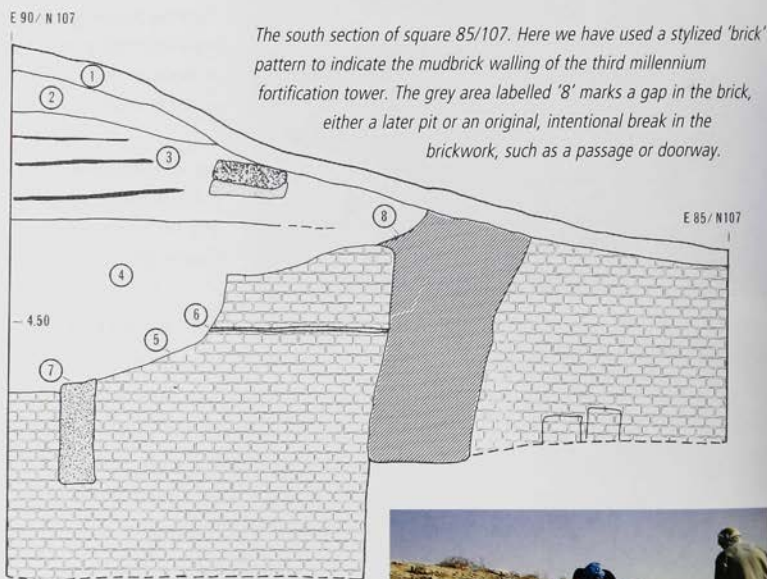 E 90/ N 107
The south section of square 85/107. Here we have used a stylized 'brick'
pattern to indicate the mudbrick walling of the third millennium
fortification tower. The grey area labelled '8' marks a gap in the brick,
either a later pit or an original, intentional break in the
brickwork, such as a passage or doorway.
1
2
3
8
E 85/ N107
4
6
4.50
5
7